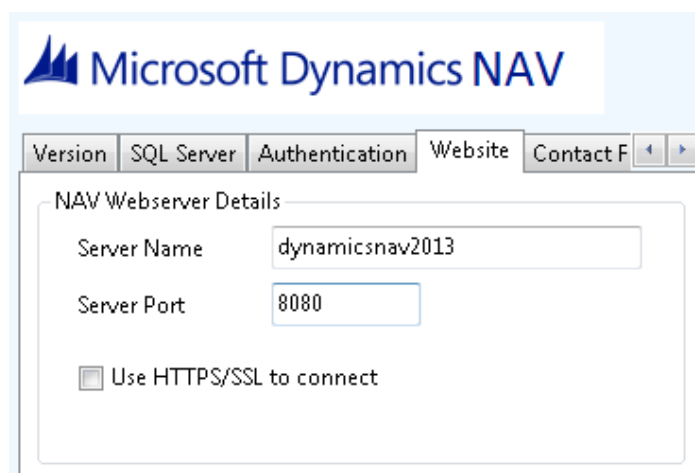 Microsoft Dynamics NAV
Version SQL Server Authentication Website Contact F
NAV Webserver Details
Server Name dynamicsnav2013
Server Port 8080
Use HTTPS/SSL to connect